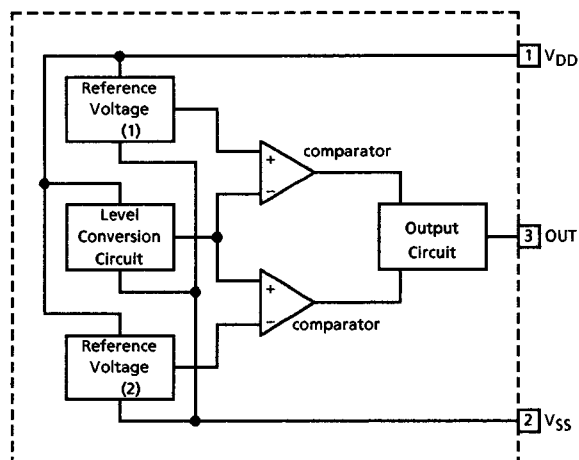 1 VDD
Reference
Voltage
(1)
+
comparator
−
Level
Conversion
Circuit
Output
Circuit
3 OUT
+
−
comparator
Reference
Voltage
(2)
2 VSS